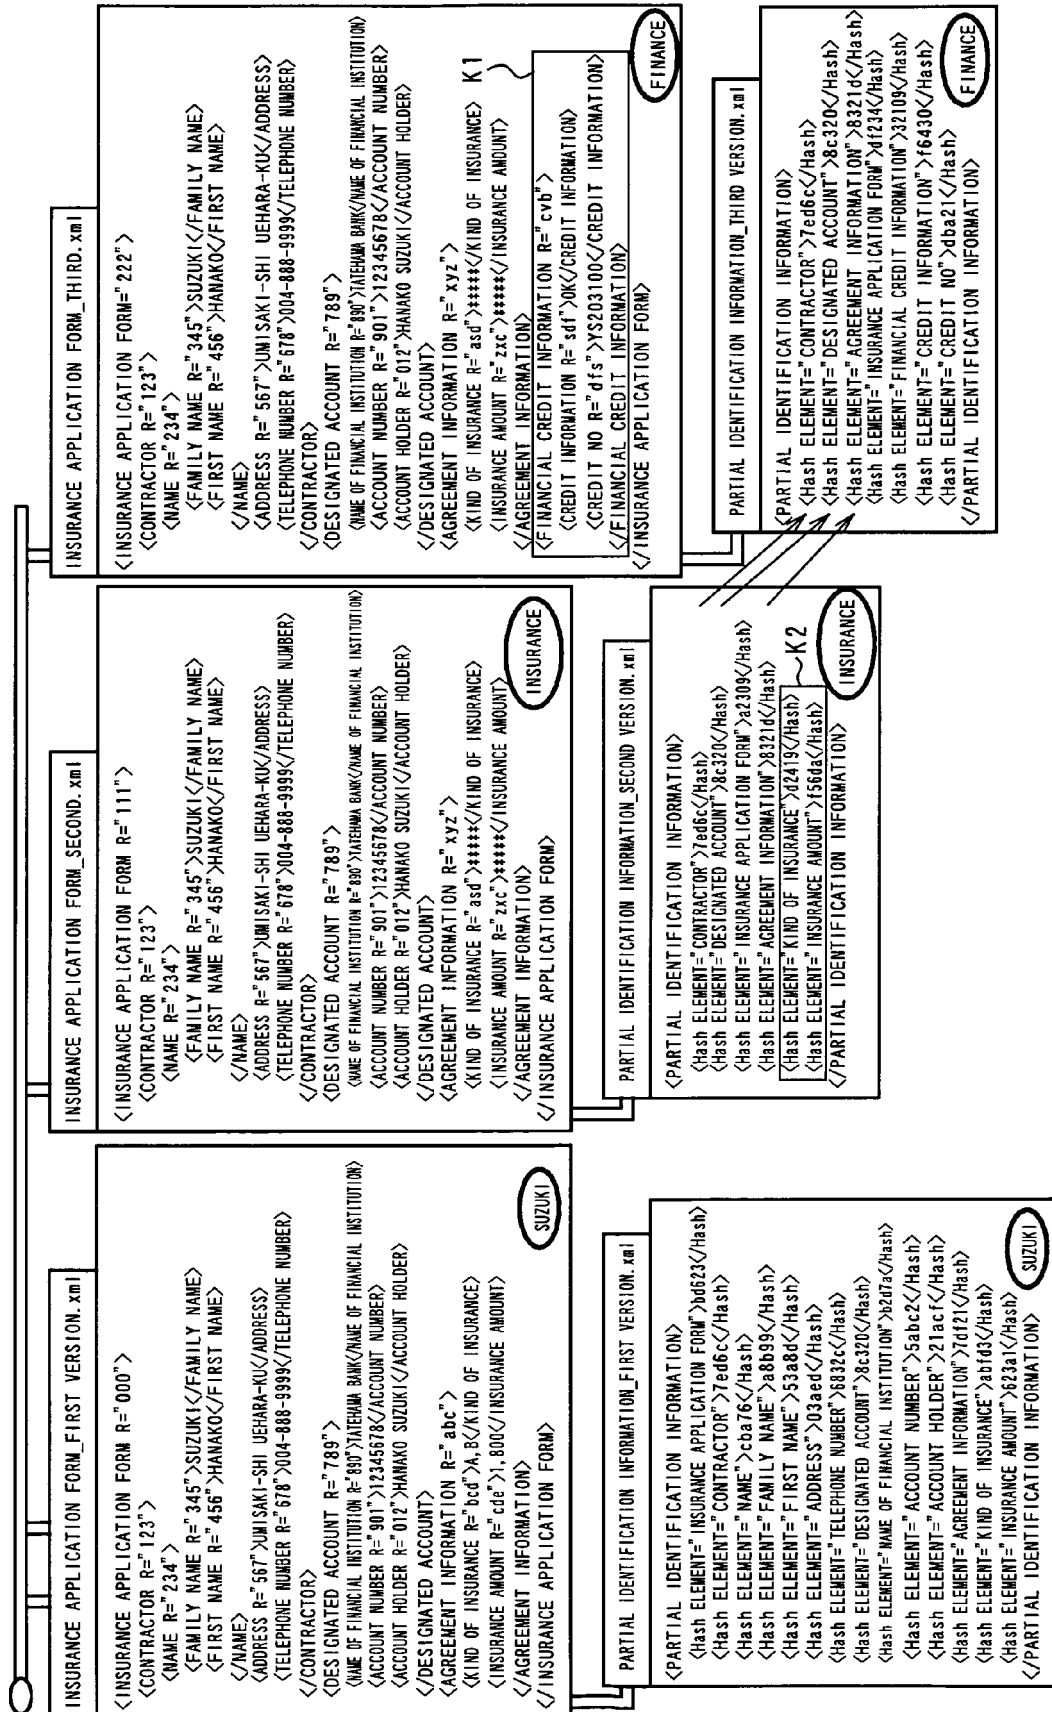 INSURANCE APPLICATION FORM_FIRST VERSION.xml
<INSURANCE APPLICATION FORM R="000">
<CONTRACTOR R="123">
<NAME R="234">
<FAMILY NAME R="345">SUZUKI</FAMILY NAME>
<FIRST NAME R="456">HANAKO</FIRST NAME>
</NAME>
<ADDRESS R="567">UMISAKI-SHI UEHARA-KU</ADDRESS>
<TELEPHONE NUMBER R="678">004-888-9999</TELEPHONE NUMBER>
</CONTRACTOR>
<DESIGNATED ACCOUNT R="789">
<NAME OF FINANCIAL INSTITUTION R="890">TATEHAMA BANK</NAME OF FINANCIAL INSTITUTION>
<ACCOUNT NUMBER R="901">12345678</ACCOUNT NUMBER>
<ACCOUNT HOLDER R="012">HANAKO SUZUKI</ACCOUNT HOLDER>
</DESIGNATED ACCOUNT>
<AGREEMENT INFORMATION R="abc">
<KIND OF INSURANCE R="bcd">A,B</KIND OF INSURANCE>
<INSURANCE AMOUNT R="cde">1,800</INSURANCE AMOUNT>
</AGREEMENT INFORMATION>
</INSURANCE APPLICATION FORM>
SUZUKI
PARTIAL IDENTIFICATION INFORMATION_FIRST VERSION.xml
<PARTIAL IDENTIFICATION INFORMATION>
<Hash ELEMENT="INSURANCE APPLICATION FORM">bd623</Hash>
<Hash ELEMENT="CONTRACTOR">7ed6c</Hash>
<Hash ELEMENT="NAME">cba76</Hash>
<Hash ELEMENT="FAMILY NAME">a8b99</Hash>
<Hash ELEMENT="FIRST NAME">53a8d</Hash>
<Hash ELEMENT="ADDRESS">03aed</Hash>
<Hash ELEMENT="TELEPHONE NUMBER">6832c</Hash>
<Hash ELEMENT="DESIGNATED ACCOUNT">8c320</Hash>
<Hash ELEMENT="NAME OF FINANCIAL INSTITUTION">b2d7a</Hash>
<Hash ELEMENT="ACCOUNT NUMBER">5abc2</Hash>
<Hash ELEMENT="ACCOUNT HOLDER">21acf</Hash>
<Hash ELEMENT="AGREEMENT INFORMATION">7df21</Hash>
<Hash ELEMENT="KIND OF INSURANCE">abfd3</Hash>
<Hash ELEMENT="INSURANCE AMOUNT">623a1</Hash>
</PARTIAL IDENTIFICATION INFORMATION>
SUZUKI
INSURANCE APPLICATION FORM_SECOND.xml
<INSURANCE APPLICATION FORM R="111">
<CONTRACTOR R="123">
<NAME R="234">
<FAMILY NAME R="345">SUZUKI</FAMILY NAME>
<FIRST NAME R="456">HANAKO</FIRST NAME>
</NAME>
<ADDRESS R="567">UMISAKI-SHI UEHARA-KU</ADDRESS>
<TELEPHONE NUMBER R="678">004-888-9999</TELEPHONE NUMBER>
</CONTRACTOR>
<DESIGNATED ACCOUNT R="789">
<NAME OF FINANCIAL INSTITUTION R="890">TATEHAMA BANK</NAME OF FINANCIAL INSTITUTION>
<ACCOUNT NUMBER R="901">12345678</ACCOUNT NUMBER>
<ACCOUNT HOLDER R="012">HANAKO SUZUKI</ACCOUNT HOLDER>
</DESIGNATED ACCOUNT>
<AGREEMENT INFORMATION R="xyz">
<KIND OF INSURANCE R="asd">*****</KIND OF INSURANCE>
<INSURANCE AMOUNT R="zxc">*****</INSURANCE AMOUNT>
</AGREEMENT INFORMATION>
</INSURANCE APPLICATION FORM>
INSURANCE
PARTIAL IDENTIFICATION INFORMATION_SECOND VERSION.xml
<PARTIAL IDENTIFICATION INFORMATION>
<Hash ELEMENT="CONTRACTOR">7ed6c</Hash>
<Hash ELEMENT="DESIGNATED ACCOUNT">8c320</Hash>
<Hash ELEMENT="INSURANCE APPLICATION FORM">a2309</Hash>
<Hash ELEMENT="AGREEMENT INFORMATION">8321d</Hash>
<Hash ELEMENT="KIND OF INSURANCE">d2419</Hash>
<Hash ELEMENT="INSURANCE AMOUNT">f56da</Hash>
</PARTIAL IDENTIFICATION INFORMATION>
K2
INSURANCE
INSURANCE APPLICATION FORM_THIRD.xml
<INSURANCE APPLICATION FORM="222">
<CONTRACTOR R="123">
<NAME R="234">
<FAMILY NAME R="345">SUZUKI</FAMILY NAME>
<FIRST NAME R="456">HANAKO</FIRST NAME>
</NAME>
<ADDRESS R="567">UMISAKI-SHI UEHARA-KU</ADDRESS>
<TELEPHONE NUMBER R="678">004-888-9999</TELEPHONE NUMBER>
</CONTRACTOR>
<DESIGNATED ACCOUNT R="789">
<NAME OF FINANCIAL INSTITUTION R="890">TATEHAMA BANK</NAME OF FINANCIAL INSTITUTION>
<ACCOUNT NUMBER R="901">12345678</ACCOUNT NUMBER>
<ACCOUNT HOLDER R="012">HANAKO SUZUKI</ACCOUNT HOLDER>
</DESIGNATED ACCOUNT>
<AGREEMENT INFORMATION R="xyz">
<KIND OF INSURANCE R="asd">*****</KIND OF INSURANCE>
<INSURANCE AMOUNT R="zxc">*****</INSURANCE AMOUNT>
</AGREEMENT INFORMATION>
K1
<FINANCIAL CREDIT INFORMATION R="cvb">
<CREDIT INFORMATION R="sdf">OK</CREDIT INFORMATION>
<CREDIT NO R="dfs">YS203100</CREDIT INFORMATION>
</FINANCIAL CREDIT INFORMATION>
</INSURANCE APPLICATION FORM>
FINANCE
PARTIAL IDENTIFICATION INFORMATION_THIRD VERSION.xml
<PARTIAL IDENTIFICATION INFORMATION>
<Hash ELEMENT="CONTRACTOR">7ed6c</Hash>
<Hash ELEMENT="DESIGNATED ACCOUNT">8c320</Hash>
<Hash ELEMENT="AGREEMENT INFORMATION">8321d</Hash>
<Hash ELEMENT="INSURANCE APPLICATION FORM">df234</Hash>
<Hash ELEMENT="FINANCIAL CREDIT INFORMATION">32109</Hash>
<Hash ELEMENT="CREDIT INFORMATION">f6430</Hash>
<Hash ELEMENT="CREDIT NO">dba21</Hash>
</PARTIAL IDENTIFICATION INFORMATION>
FINANCE